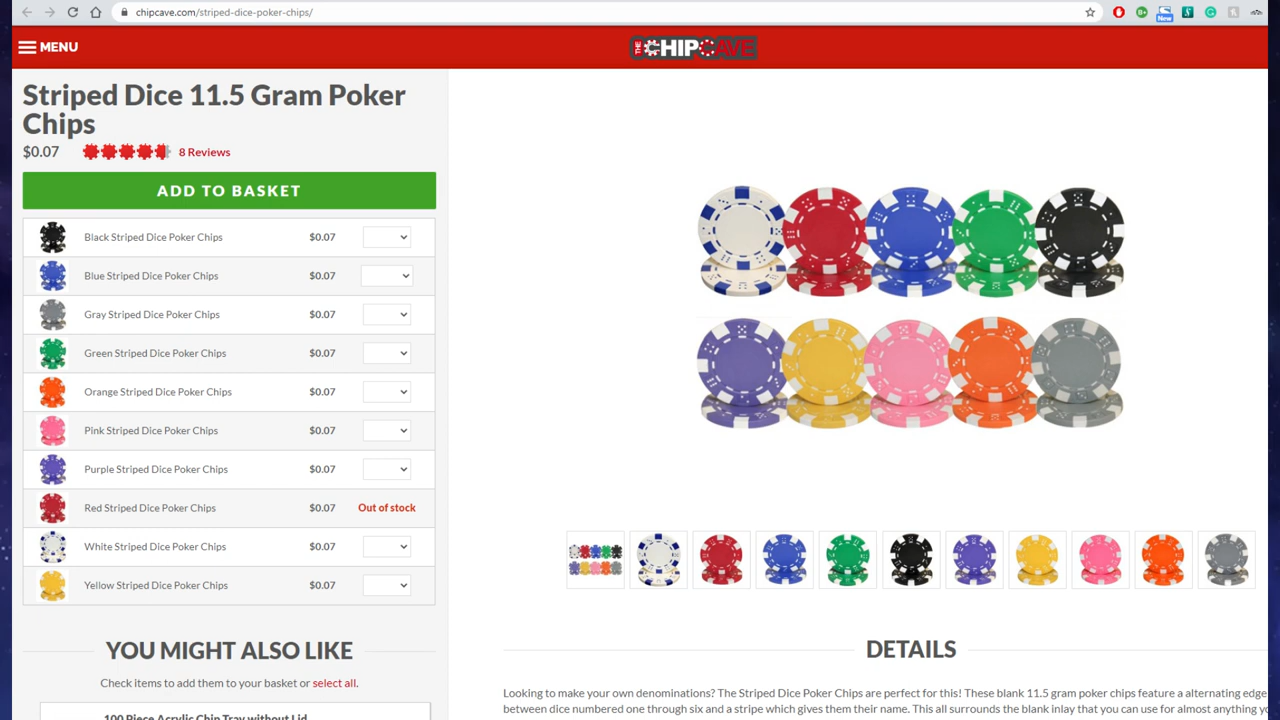 chipcave.com/striped-dice-poker-chips/
New
MENU
THE CHIPCAVE
Striped Dice 11.5 Gram Poker
Chips
$0.07 8 Reviews
ADD TO BASKET
Black Striped Dice Poker Chips $0.07
Blue Striped Dice Poker Chips $0.07
Gray Striped Dice Poker Chips $0.07
Green Striped Dice Poker Chips $0.07
Orange Striped Dice Poker Chips $0.07
Pink Striped Dice Poker Chips $0.07
Purple Striped Dice Poker Chips $0.07
Red Striped Dice Poker Chips $0.07 Out of stock
White Striped Dice Poker Chips $0.07
Yellow Striped Dice Poker Chips $0.07
YOU MIGHT ALSO LIKE
Check items to add them to your basket or select all.
100 Piece Acrylic Chip Tray without Lid
DETAILS
Looking to make your own denominations? The Striped Dice Poker Chips are perfect for this! These blank 11.5 gram poker chips feature a alternating edge
between dice numbered one through six and a stripe which gives them their name. This all surrounds the blank inlay that you can use for almost anything